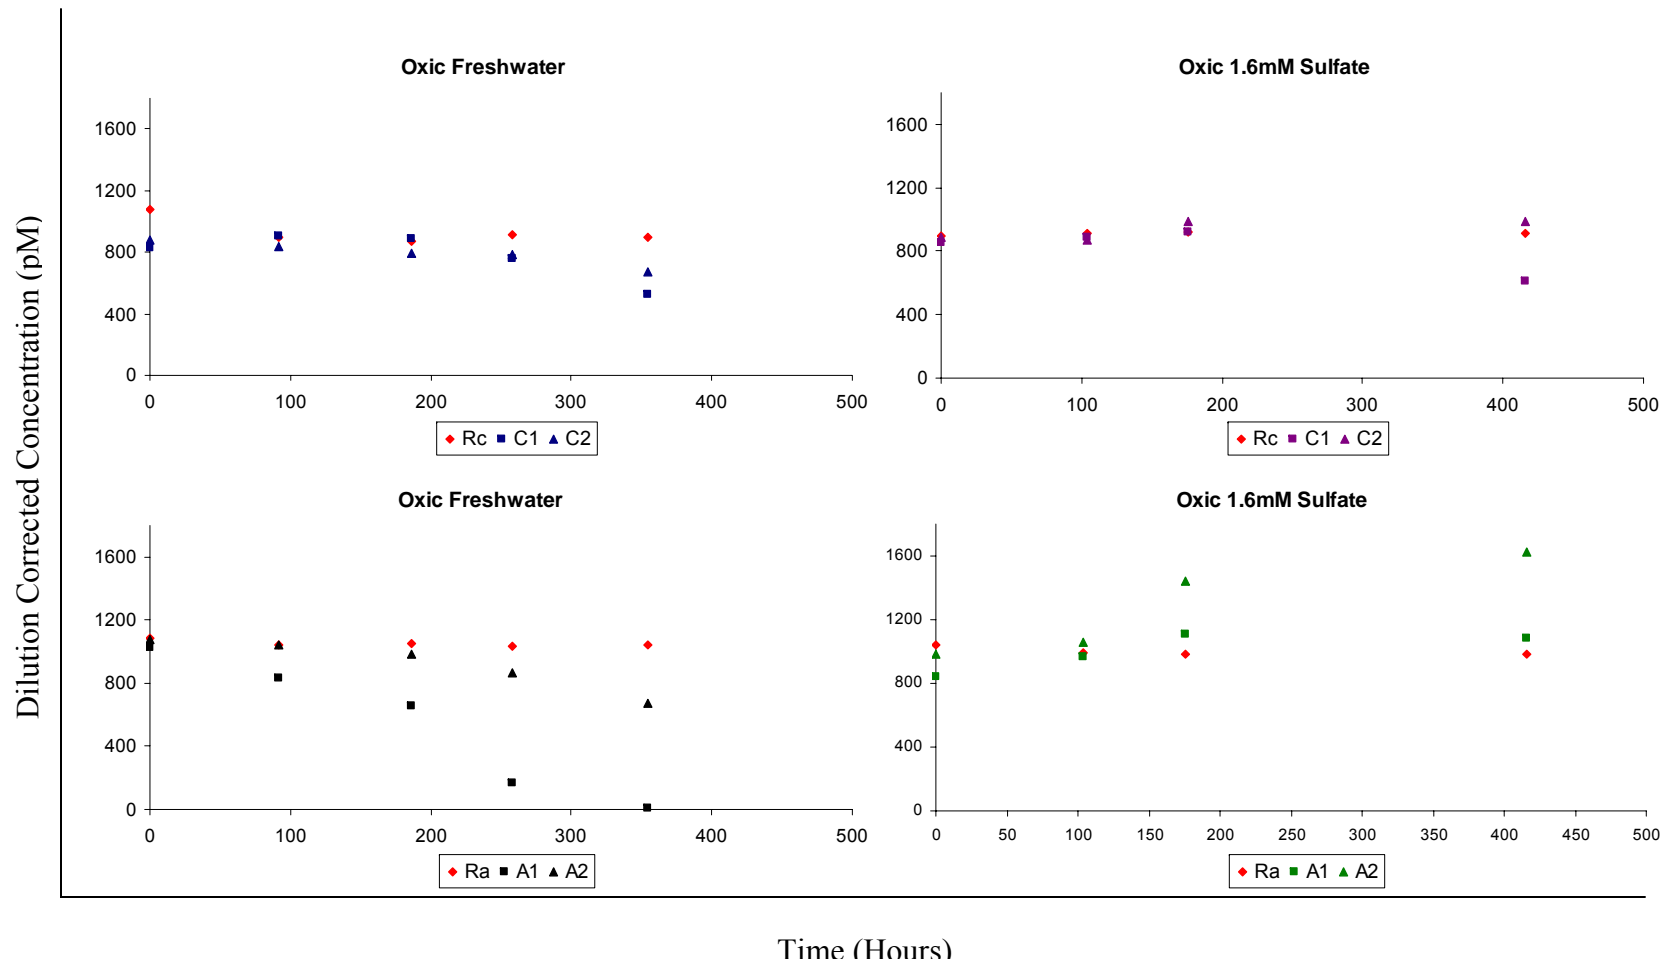 Dilution Corrected Concentration (pM)
Oxic Freshwater
1600
1200
800
400
0
0 100 200 300 400 500
Rc C1 C2
Oxic 1.6mM Sulfate
1600
1200
800
400
0
0 100 200 300 400 500
Rc C1 C2
Oxic Freshwater
1600
1200
800
400
0
0 100 200 300 400 500
Ra A1 A2
Oxic 1.6mM Sulfate
1600
1200
800
400
0
0 50 100 150 200 250 300 350 400 450 500
Ra A1 A2
Time (Hours)